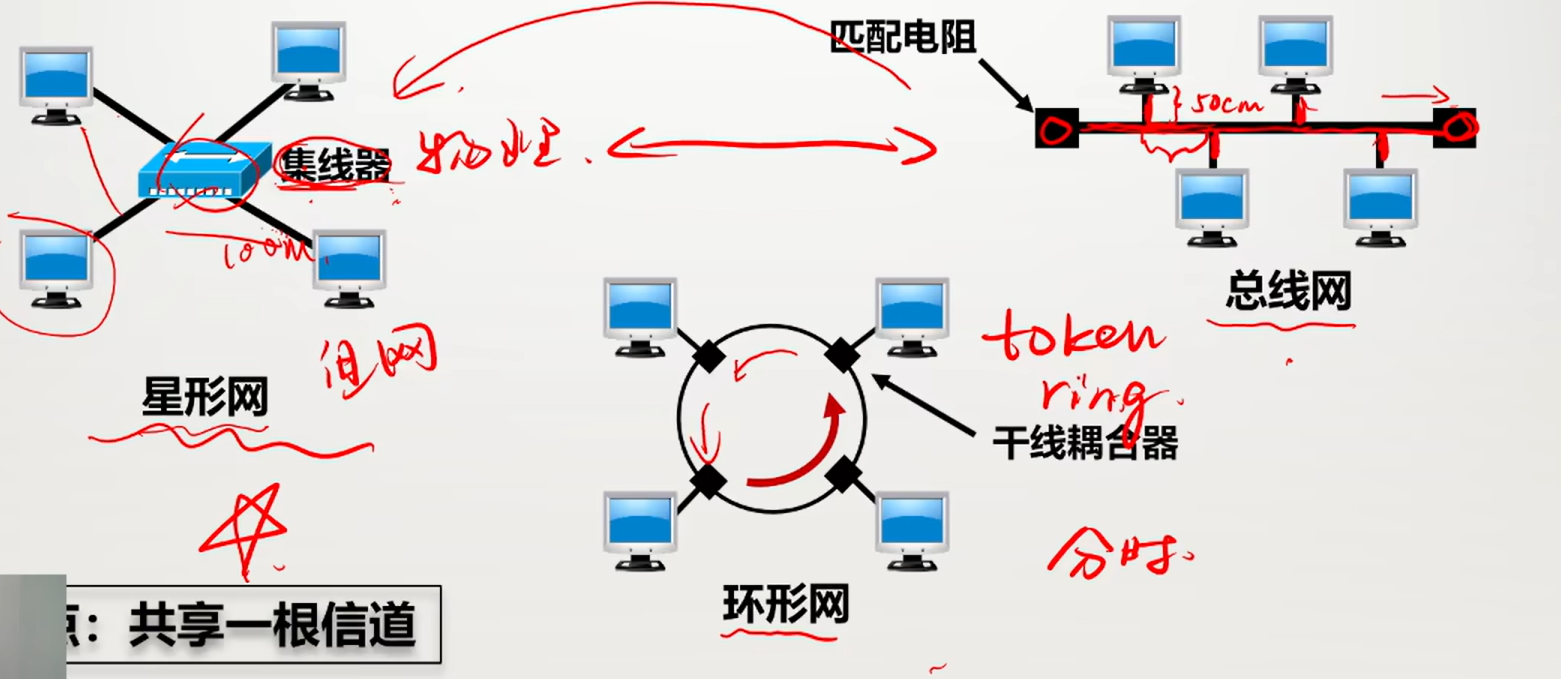 匹配电阻
50cm
集线器
物理.
100m
总线网
组网
token
ring.
星形网
干线耦合器
分时.
环形网
点：共享一根信道